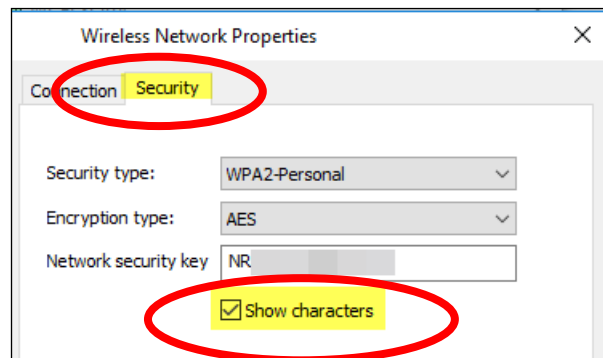 Wireless Network Properties
Connection Security
Security type: WPA2-Personal
Encryption type: AES
Network security key NR
Show characters